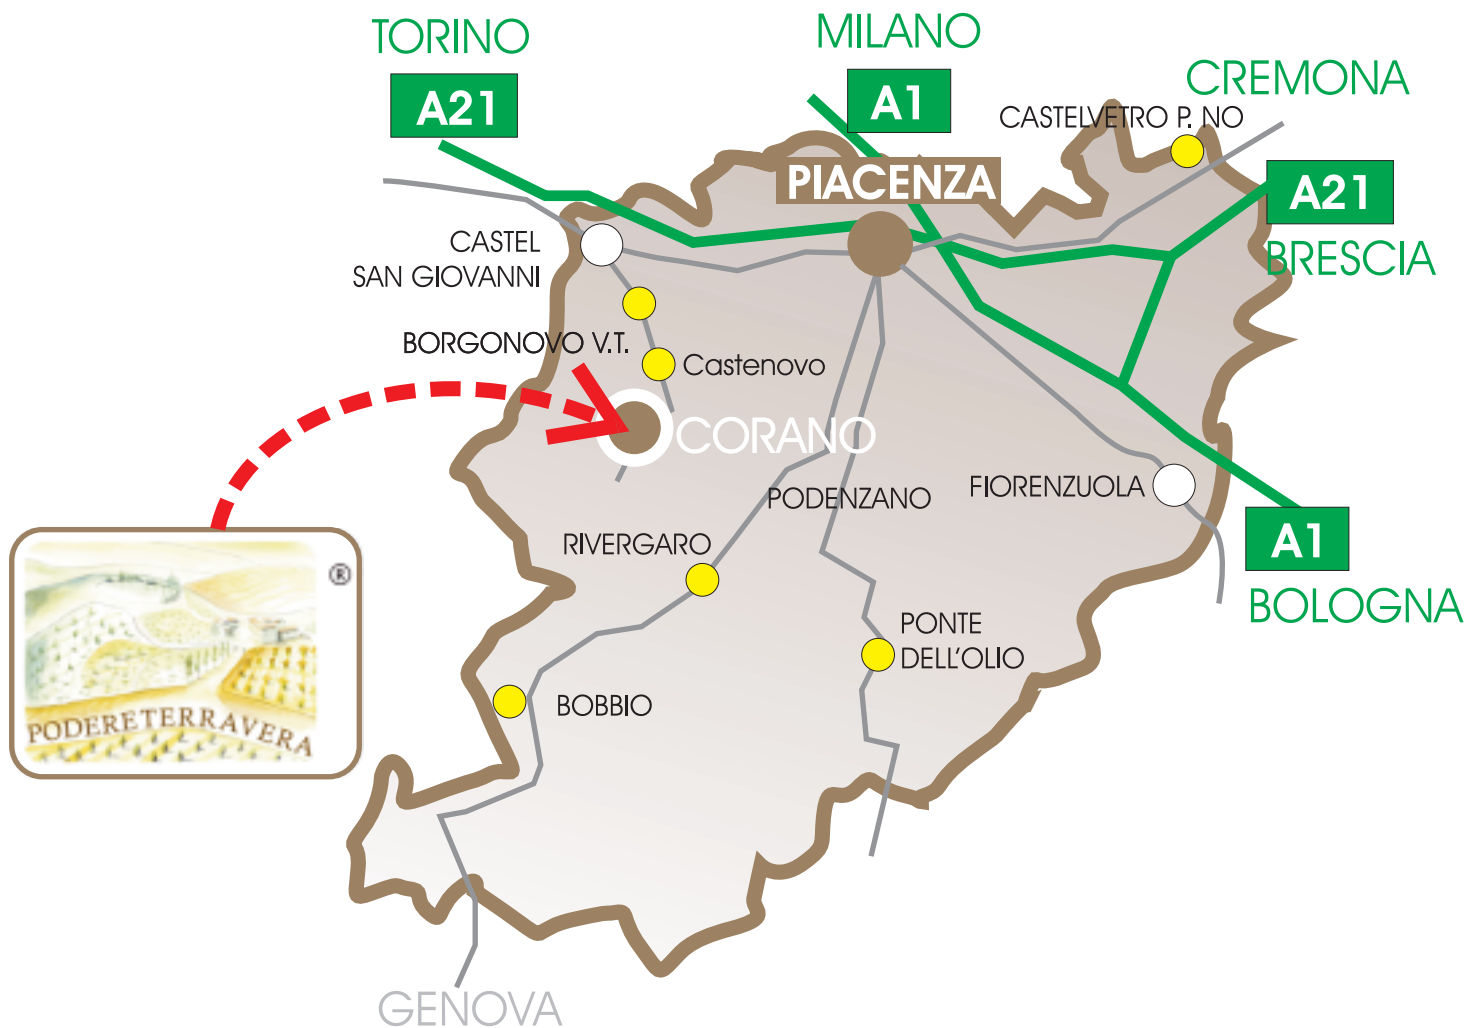 TORINO
A21
MILANO
A1
CREMONA
CASTELVETRO P. NO
PIACENZA
A21
BRESCIA
CASTEL
SAN GIOVANNI
BORGONOVO V.T.
Castenovo
CORANO
PODENZANO
FIORENZUOLA
A1
BOLOGNA
RIVERGARO
®
PODERETERRAVERA
PONTE
DELL'OLIO
BOBBIO
GENOVA